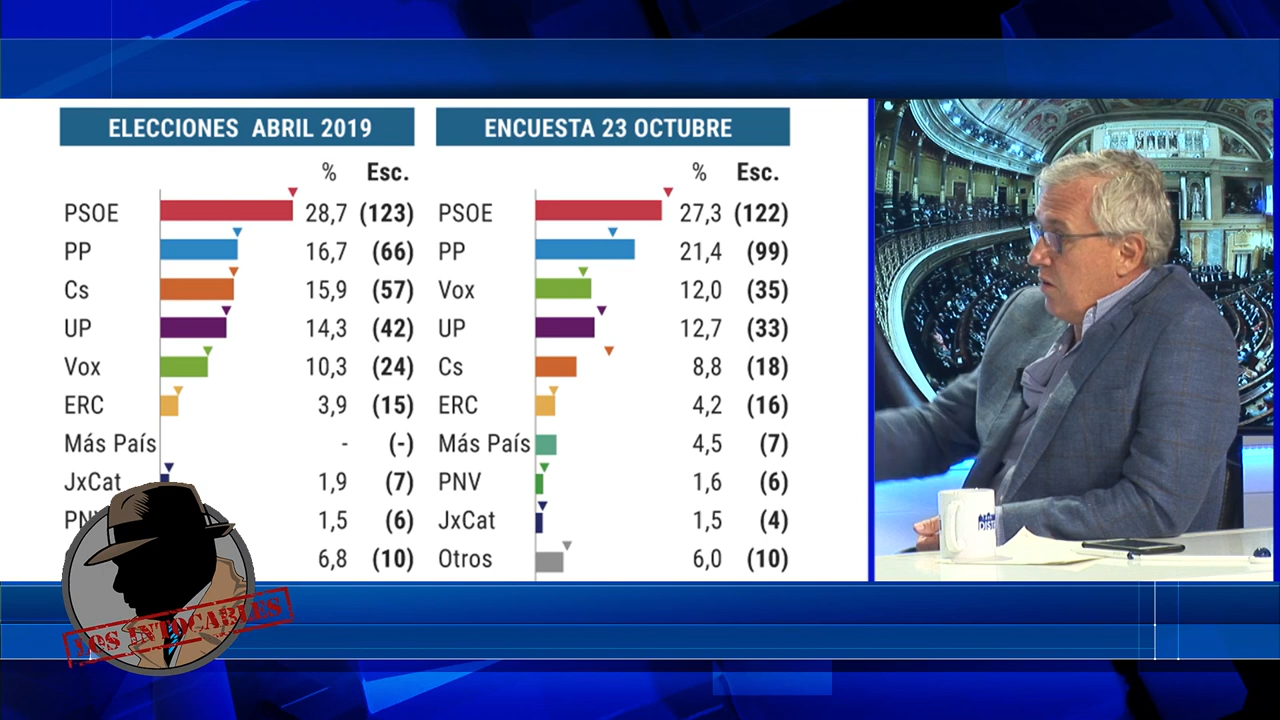 ELECCIONES ABRIL 2019
% Esc.
PSOE 28,7 (123)
PP 16,7 (66)
Cs 15,9 (57)
UP 14,3 (42)
Vox 10,3 (24)
ERC 3,9 (15)
Más País - (-)
JxCat 1,9 (7)
1,5 (6)
6,8 (10)
ENCUESTA 23 OCTUBRE
% Esc.
PSOE 27,3 (122)
PP 21,4 (99)
Vox 12,0 (35)
UP 12,7 (33)
Cs 8,8 (18)
ERC 4,2 (16)
Más País 4,5 (7)
PNV 1,6 (6)
JxCat 1,5 (4)
Otros 6,0 (10)
LOS INTOCABLES